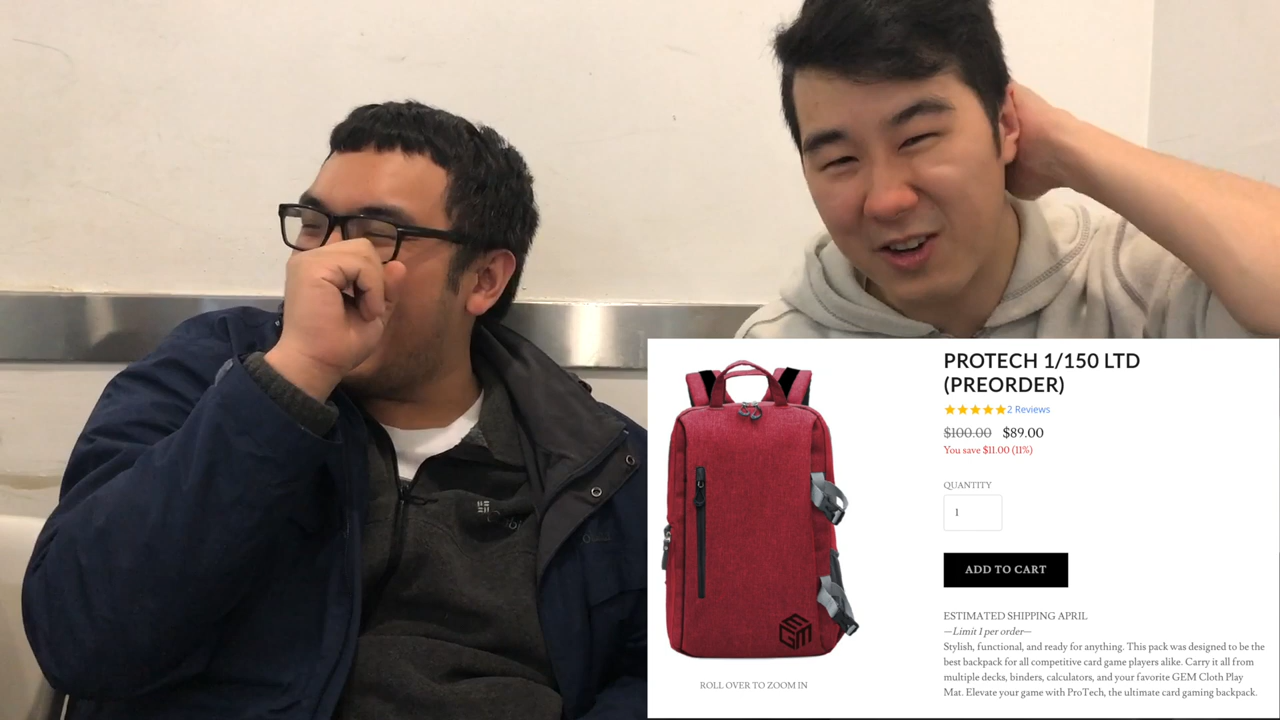 PROTECH 1/150 LTD
(PREORDER)
2 Reviews
$100.00 $89.00
You save $11.00 (11%)
QUANTITY
1
ADD TO CART
ESTIMATED SHIPPING APRIL
—Limit 1 per order—
Stylish, functional, and ready for anything. This pack was designed to be the
best backpack for all competitive card game players alike. Carry it all from
multiple decks, binders, calculators, and your favorite GEM Cloth Play
Mat. Elevate your game with ProTech, the ultimate card gaming backpack.
GEM
ROLL OVER TO ZOOM IN